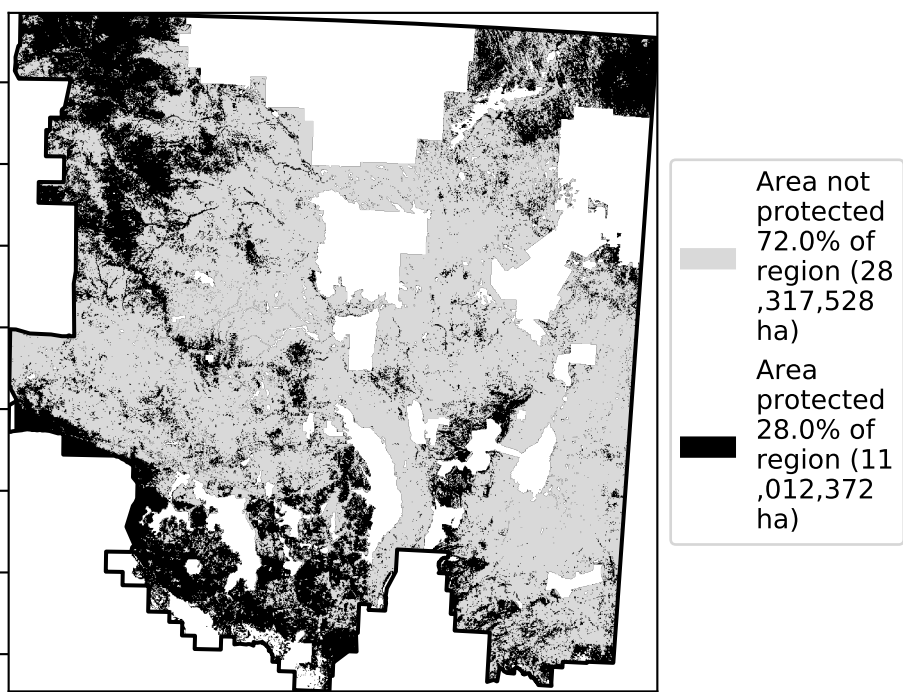 Area not
protected
72.0% of
region (28
,317,528
ha)
Area
protected
28.0% of
region (11
,012,372
ha)